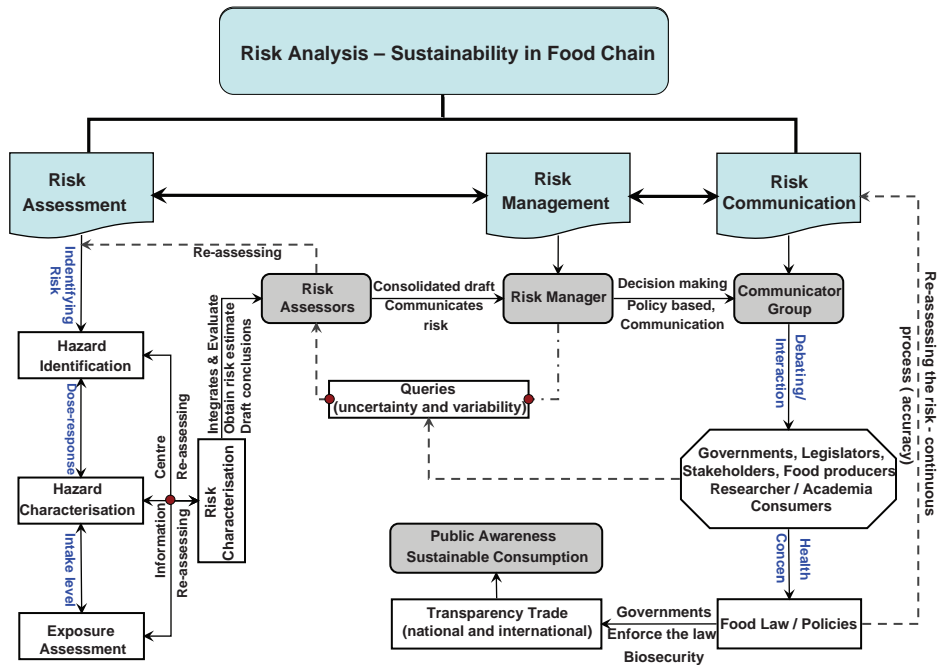 Risk Analysis – Sustainability in Food Chain
Risk
Assessment
Risk
Management
Risk
Communication
Indentifying
Risk
Re-assessing
Risk
Assessors
Consolidated draft
Communicates
risk
Risk Manager
Decision making
Policy based,
Communication
Communicator
Group
Re-assessing the risk - continuous
process ( accuracy)
Hazard
Identification
Integrates & Evaluate
Obtain risk estimate
Draft conclusions
Debating/
Interaction
Queries
(uncertainty and variability)
Dose-response
Centre
Re-assessing
Risk
Characterisation
Governments, Legislators,
Stakeholders, Food producers
Researcher / Academia
Consumers
Hazard
Characterisation
Information
Re-assessing
Intake level
Public Awareness
Sustainable Consumption
Health
Concen
Exposure
Assessment
Transparency Trade
(national and international)
Governments
Enforce the law
Biosecurity
Food Law / Policies